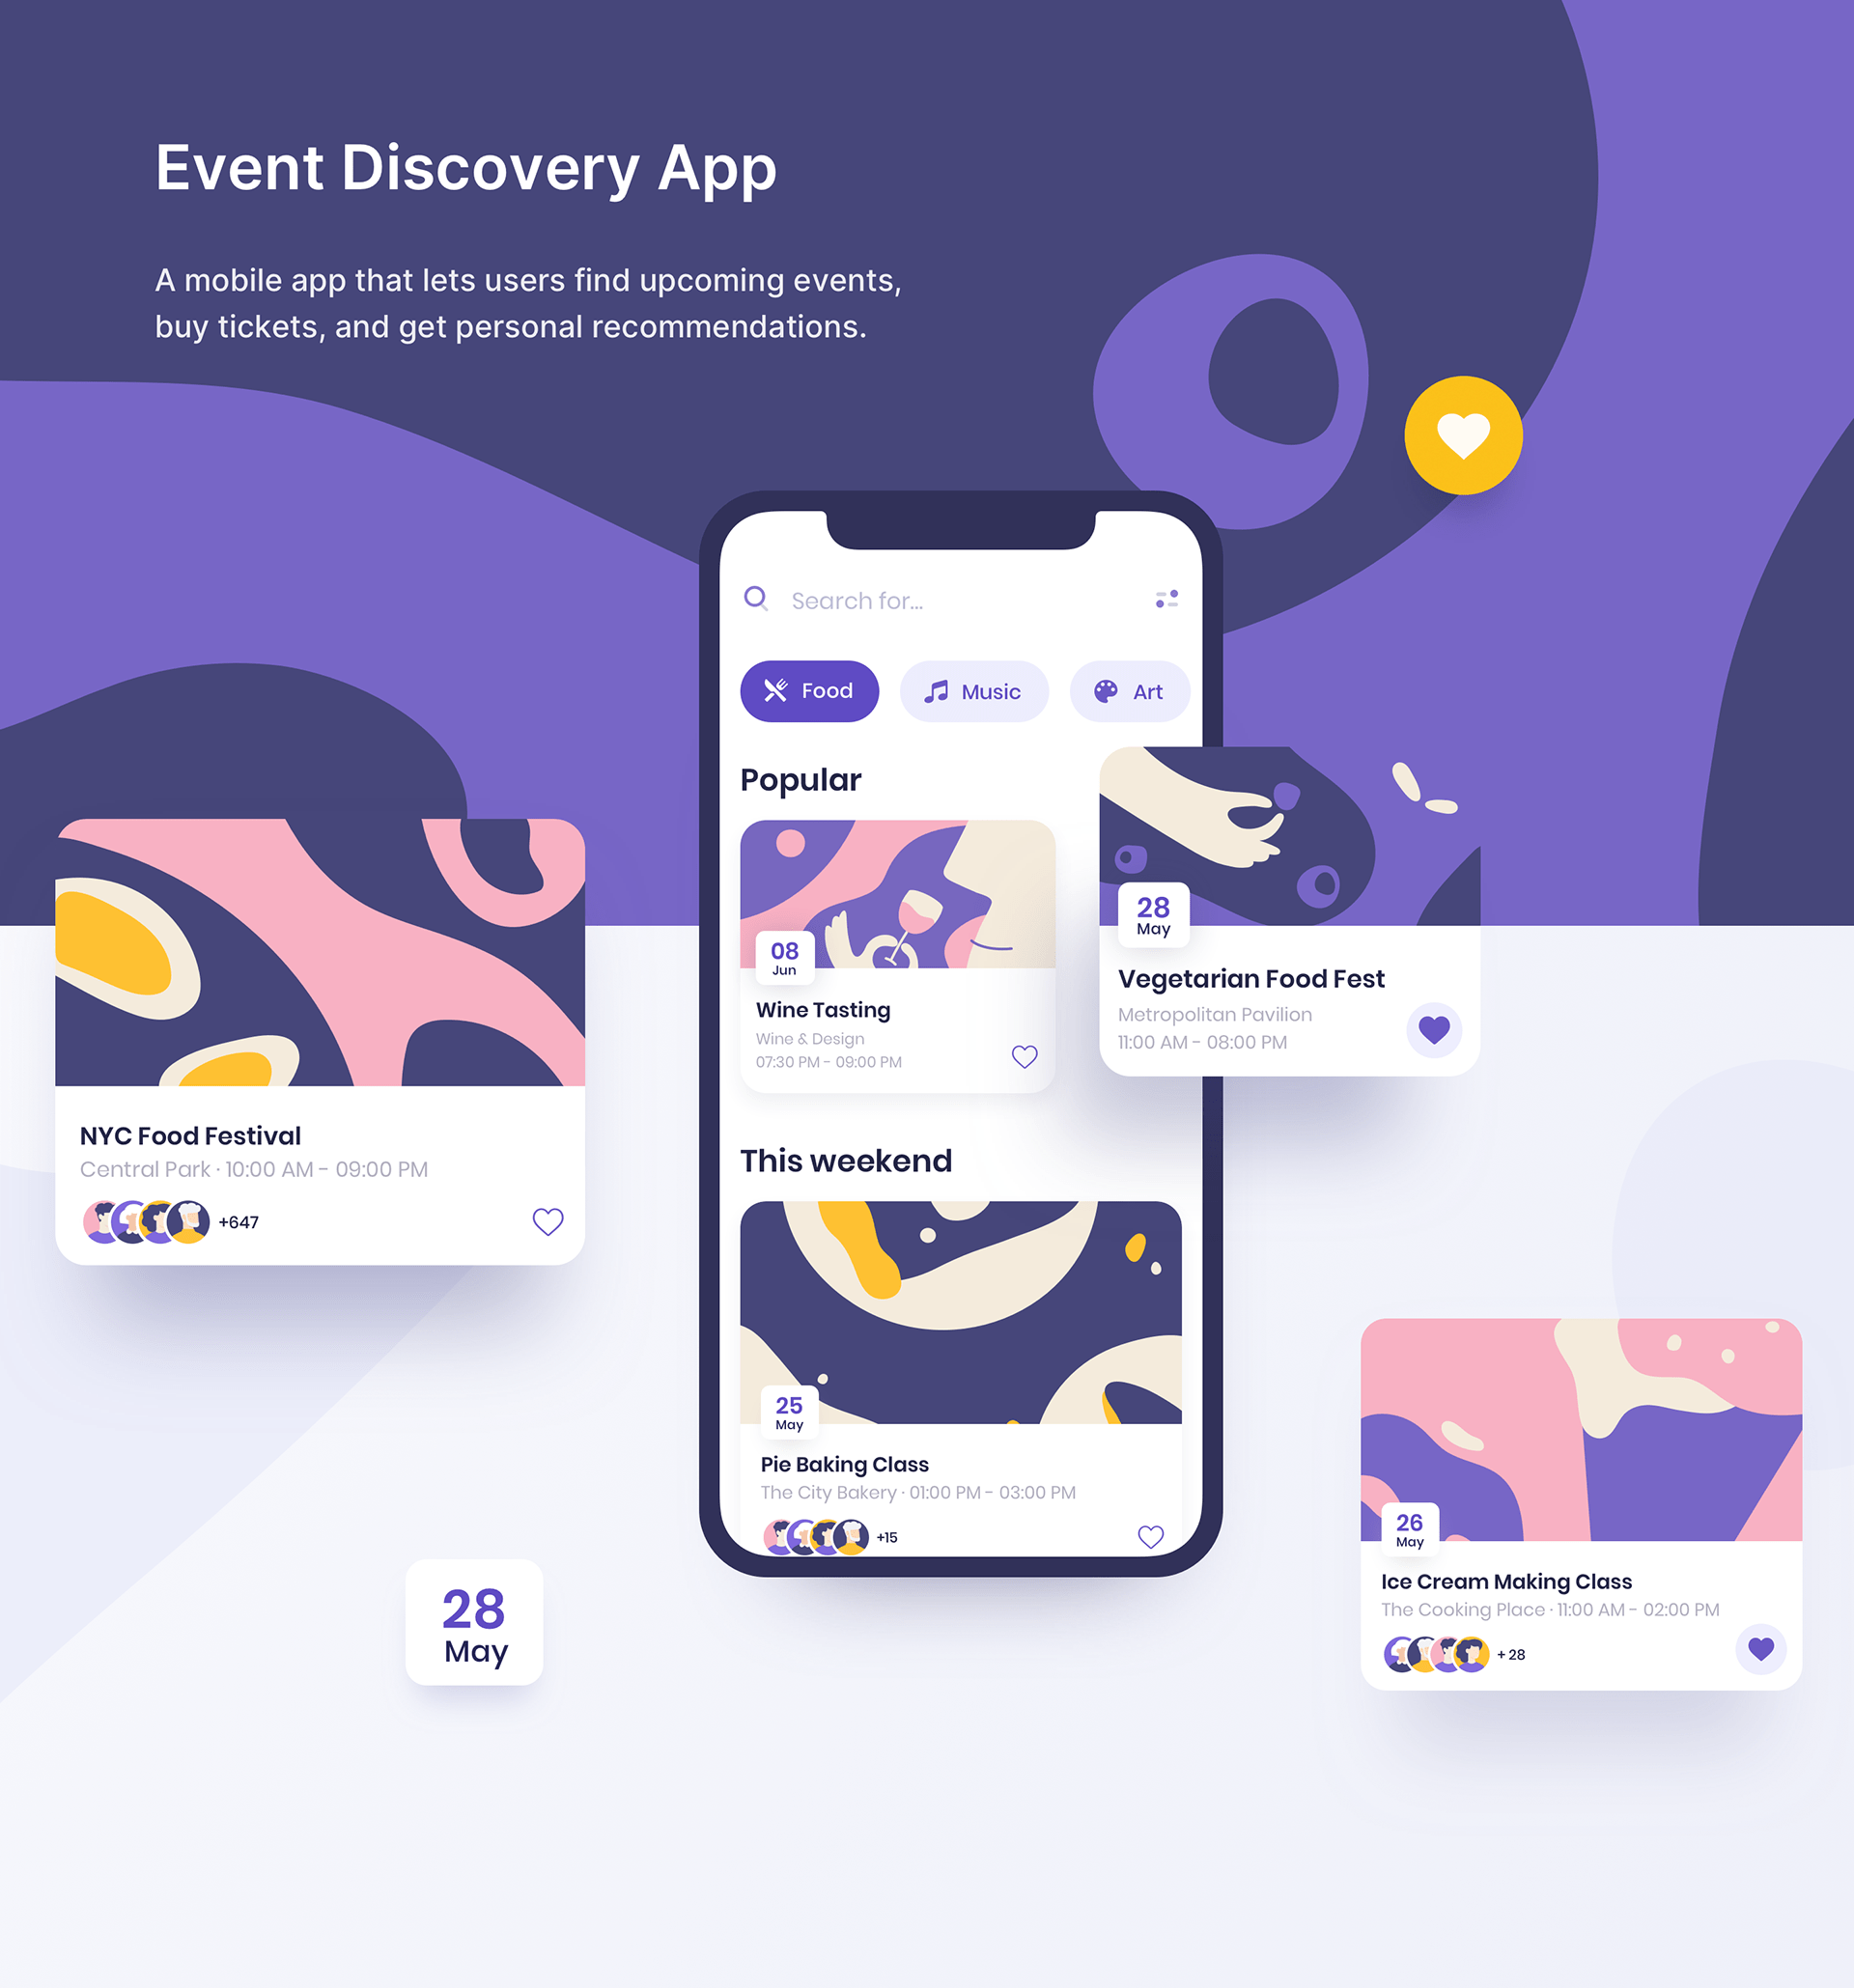 Event Discovery App
A mobile app that lets users find upcoming events,
buy tickets, and get personal recommendations.
Search for...
Food
Music
Art
Popular
08
Jun
Wine Tasting
Wine & Design
07:30 PM - 09:00 PM
28
May
Vegetarian Food Fest
Metropolitan Pavilion
11:00 AM - 08:00 PM
NYC Food Festival
Central Park · 10:00 AM - 09:00 PM
+647
This weekend
25
May
Pie Baking Class
The City Bakery · 01:00 PM - 03:00 PM
+15
26
May
Ice Cream Making Class
The Cooking Place · 11:00 AM - 02:00 PM
+ 28
28
May